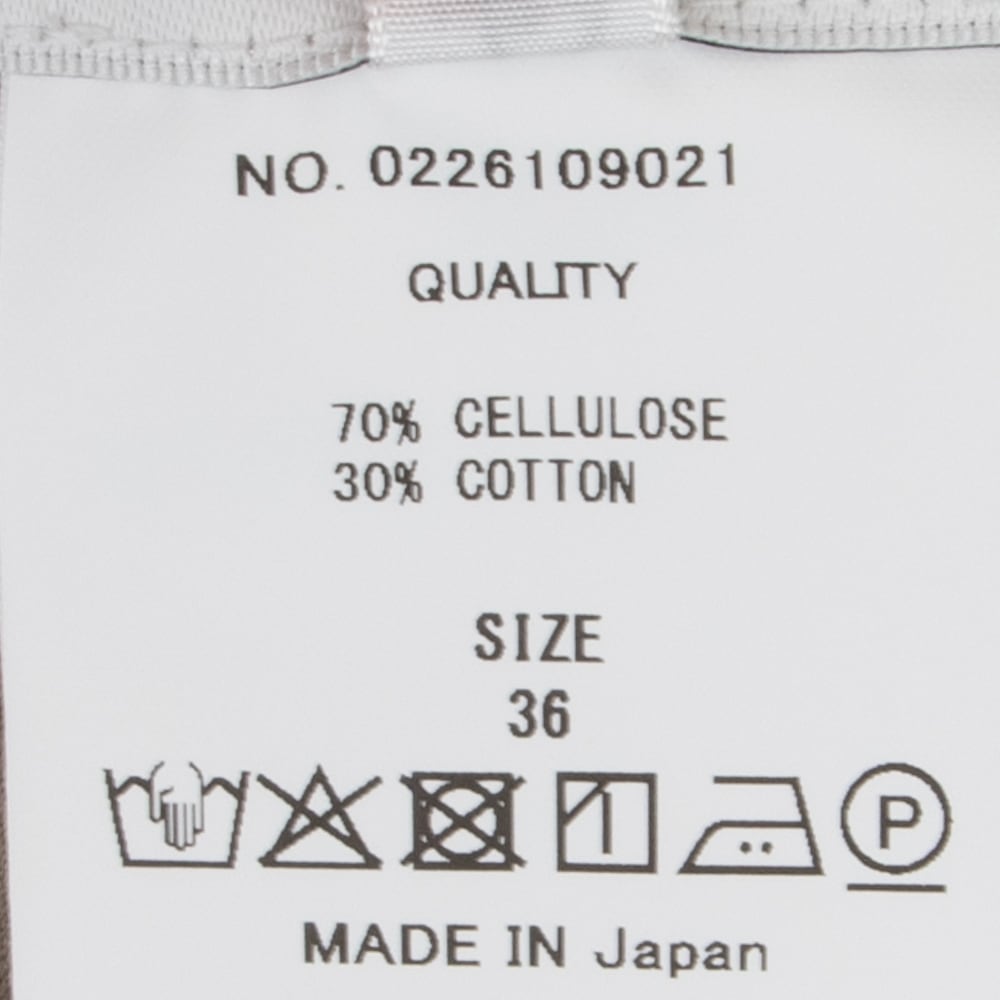 NO. 0226109021
QUALITY
70% CELLULOSE
30% COTTON
SIZE
36
P
MADE IN Japan